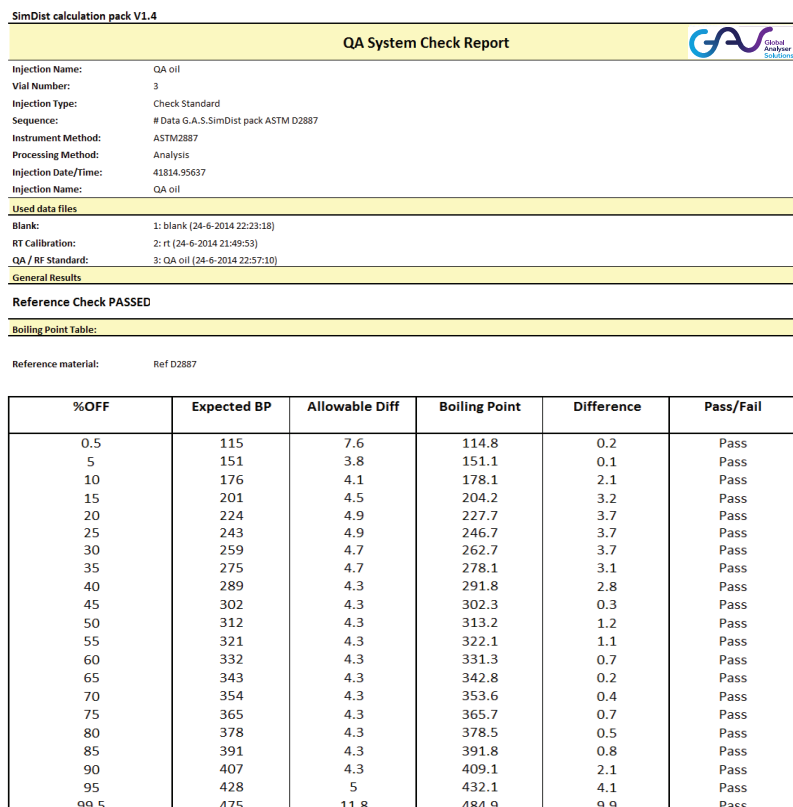 SimDist calculation pack V1.4
QA System Check Report
GAS Global Analyser Solutions
Injection Name: QA oil
Vial Number: 3
Injection Type: Check Standard
Sequence: # Data G.A.S.SimDist pack ASTM D2887
Instrument Method: ASTM2887
Processing Method: Analysis
Injection Date/Time: 41814.95637
Injection Name: QA oil
Used data files
Blank: 1: blank (24-6-2014 22:23:18)
RT Calibration: 2: rt (24-6-2014 21:49:53)
QA / RF Standard: 3: QA oil (24-6-2014 22:57:10)
General Results
Reference Check PASSED
Boiling Point Table:
Reference material: Ref D2887
%OFF Expected BP Allowable Diff Boiling Point Difference Pass/Fail
0.5 115 7.6 114.8 0.2 Pass
5 151 3.8 151.1 0.1 Pass
10 176 4.1 178.1 2.1 Pass
15 201 4.5 204.2 3.2 Pass
20 224 4.9 227.7 3.7 Pass
25 243 4.9 246.7 3.7 Pass
30 259 4.7 262.7 3.7 Pass
35 275 4.7 278.1 3.1 Pass
40 289 4.3 291.8 2.8 Pass
45 302 4.3 302.3 0.3 Pass
50 312 4.3 313.2 1.2 Pass
55 321 4.3 322.1 1.1 Pass
60 332 4.3 331.3 0.7 Pass
65 343 4.3 342.8 0.2 Pass
70 354 4.3 353.6 0.4 Pass
75 365 4.3 365.7 0.7 Pass
80 378 4.3 378.5 0.5 Pass
85 391 4.3 391.8 0.8 Pass
90 407 4.3 409.1 2.1 Pass
95 428 5 432.1 4.1 Pass
99.5 475 11.8 484.9 9.9 Pass